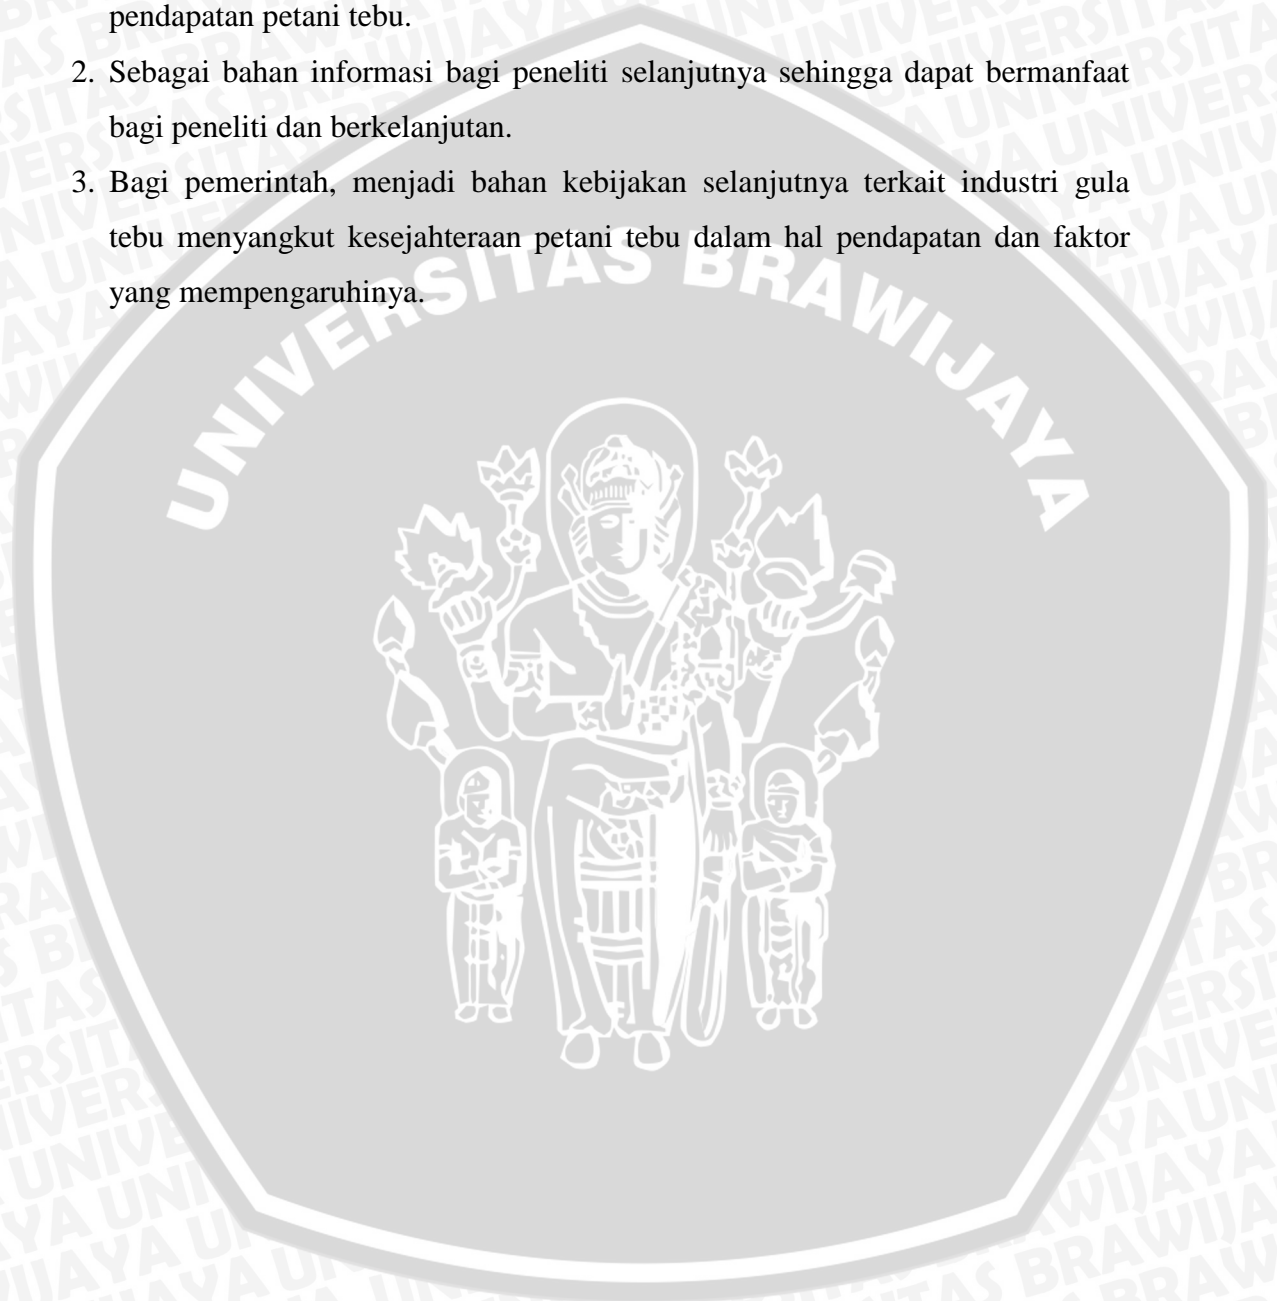 pendapatan petani tebu.
2. Sebagai bahan informasi bagi peneliti selanjutnya sehingga dapat bermanfaat
bagi peneliti dan berkelanjutan.
3. Bagi pemerintah, menjadi bahan kebijakan selanjutnya terkait industri gula
tebu menyangkut kesejahteraan petani tebu dalam hal pendapatan dan faktor
yang mempengaruhinya.
UNIVERSITAS BRAWIJAYA